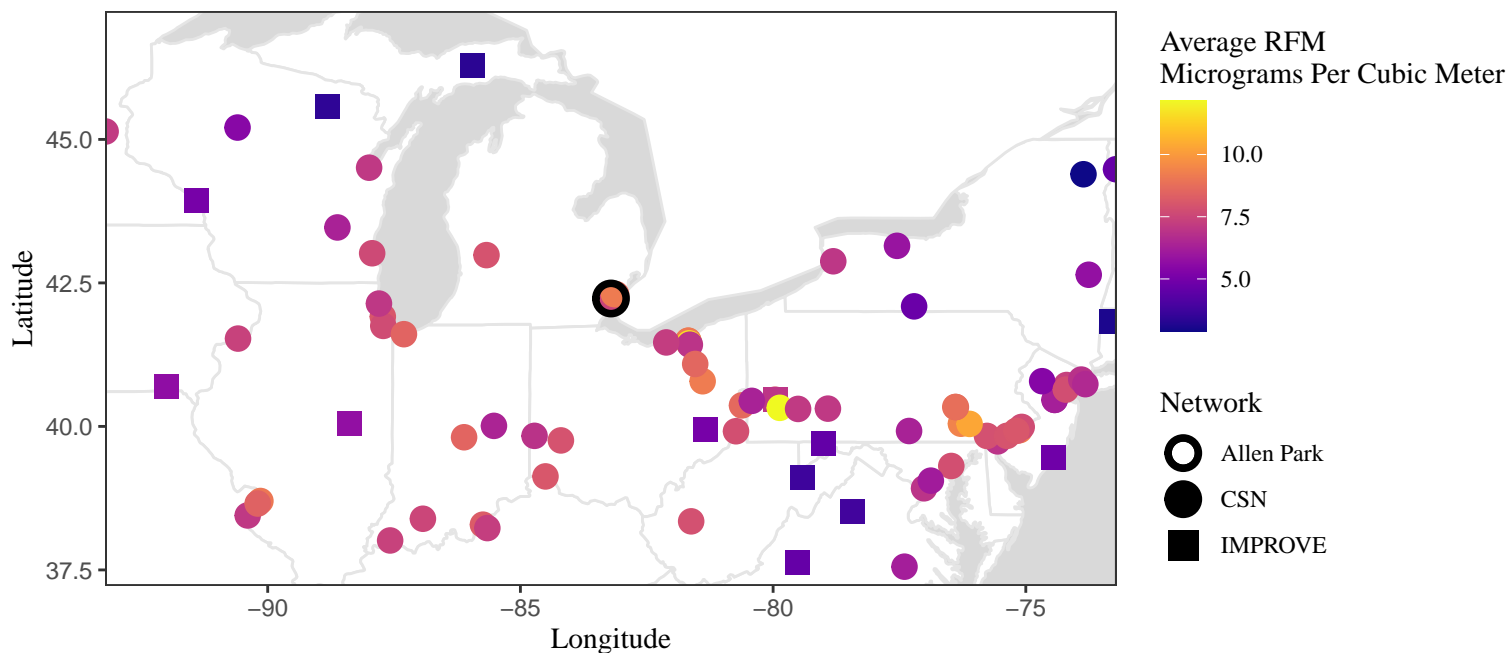 Average RFM
Micrograms Per Cubic Meter
10.0
7.5
5.0
Network
Allen Park
CSN
IMPROVE
Latitude
45.0
42.5
40.0
37.5
−90
−85
−80
−75
Longitude